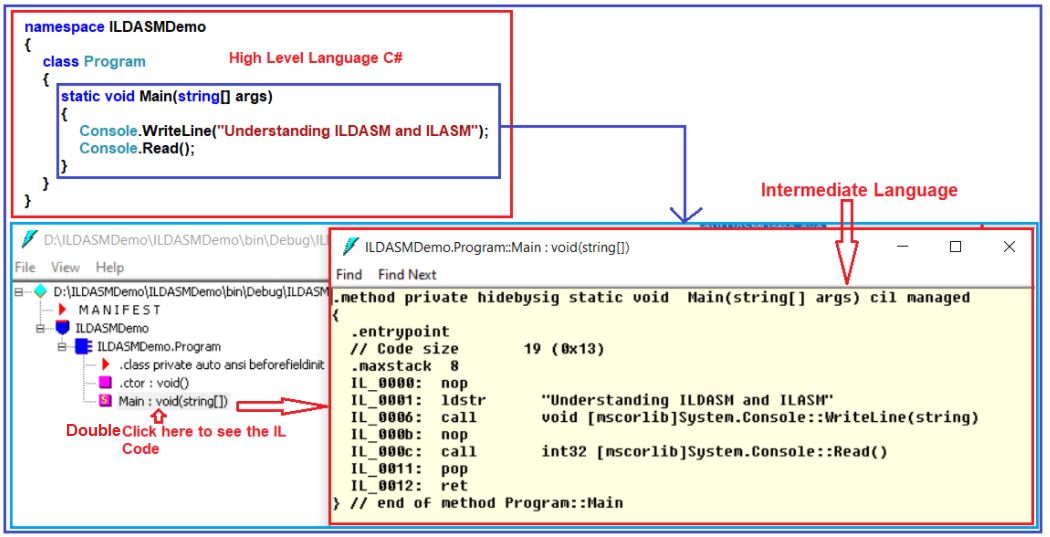 namespace ILDASMDemo
{
class Program
High Level Language C#
{
static void Main(string[] args)
{
Console.WriteLine("Understanding ILDASM and ILASM");
Console.Read();
}
}
}
Intermediate Language
D:\ILDASMDemo\ILDASMDemo\bin\Debug\ILD
File View Help
D:\ILDASMDemo\ILDASMDemo\bin\Debug\ILDASM
MANIFEST
ILDASMDemo
ILDASMDemo.Program
.class private auto ansi beforefieldinit
.ctor : void()
Main : void(string[])
Double Click here to see the IL
Code
ILDASMDemo.Program::Main : void(string[])
Find Find Next
.method private hidebysig static void  Main(string[] args) cil managed
{
.entrypoint
// Code size       19 (0x13)
.maxstack  8
IL_0000:  nop
IL_0001:  ldstr      "Understanding ILDASM and ILASM"
IL_0006:  call       void [mscorlib]System.Console::WriteLine(string)
IL_000b:  nop
IL_000c:  call       int32 [mscorlib]System.Console::Read()
IL_0011:  pop
IL_0012:  ret
} // end of method Program::Main